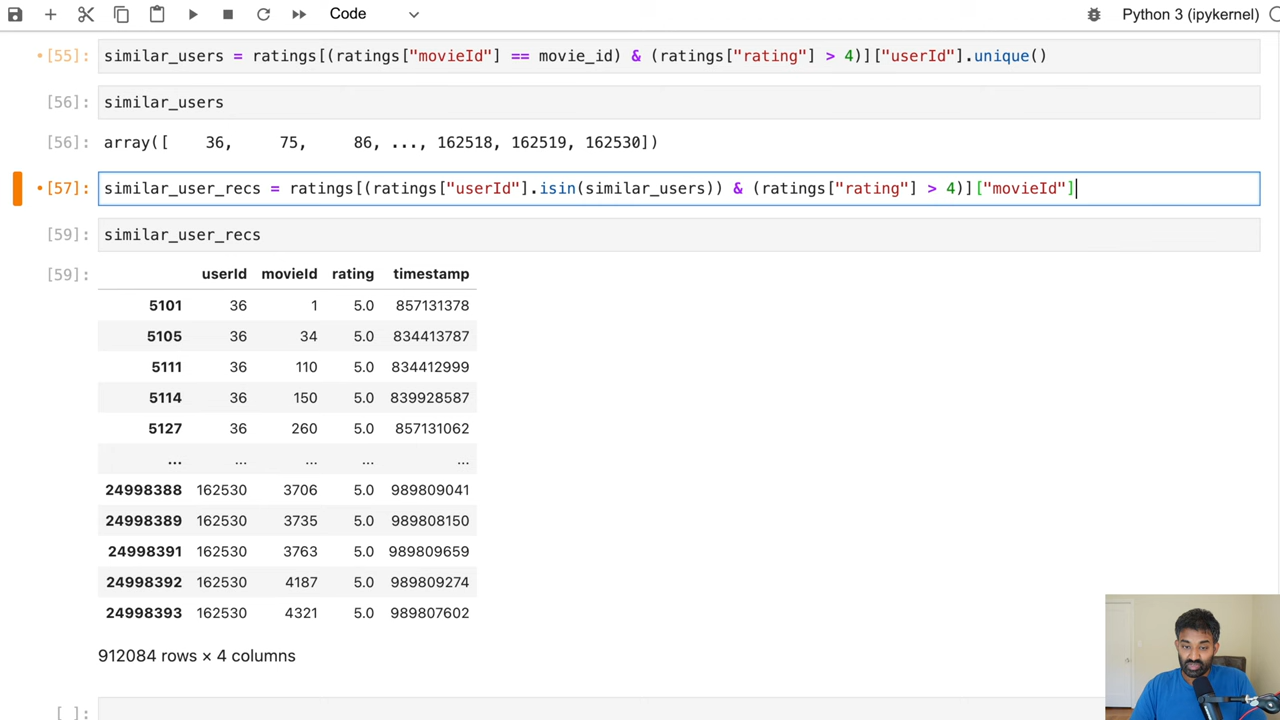 Code
Python 3 (ipykernel)
[55]: similar_users = ratings[(ratings["movieId"] == movie_id) & (ratings["rating"] > 4)]["userId"].unique()
[56]: similar_users
[56]: array([    36,     75,     86, ..., 162518, 162519, 162530])
[57]: similar_user_recs = ratings[(ratings["userId"].isin(similar_users)) & (ratings["rating"] > 4)]["movieId"]
[59]: similar_user_recs
[59]:
userId movieId rating timestamp
5101 36 1 5.0 857131378
5105 36 34 5.0 834413787
5111 36 110 5.0 834412999
5114 36 150 5.0 839928587
5127 36 260 5.0 857131062
... ... ... ... ...
24998388 162530 3706 5.0 989809041
24998389 162530 3735 5.0 989808150
24998391 162530 3763 5.0 989809659
24998392 162530 4187 5.0 989809274
24998393 162530 4321 5.0 989807602
912084 rows × 4 columns
[ ]: